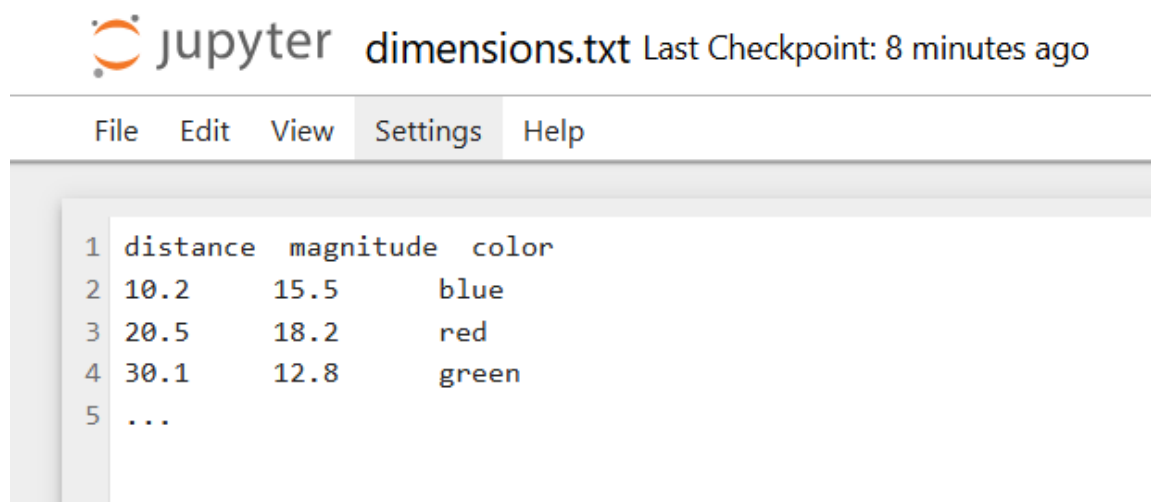 jupyter dimensions.txt Last Checkpoint: 8 minutes ago
File Edit View Settings Help
1 distance  magnitude  color
2 10.2     15.5      blue
3 20.5     18.2      red
4 30.1     12.8      green
5 ...